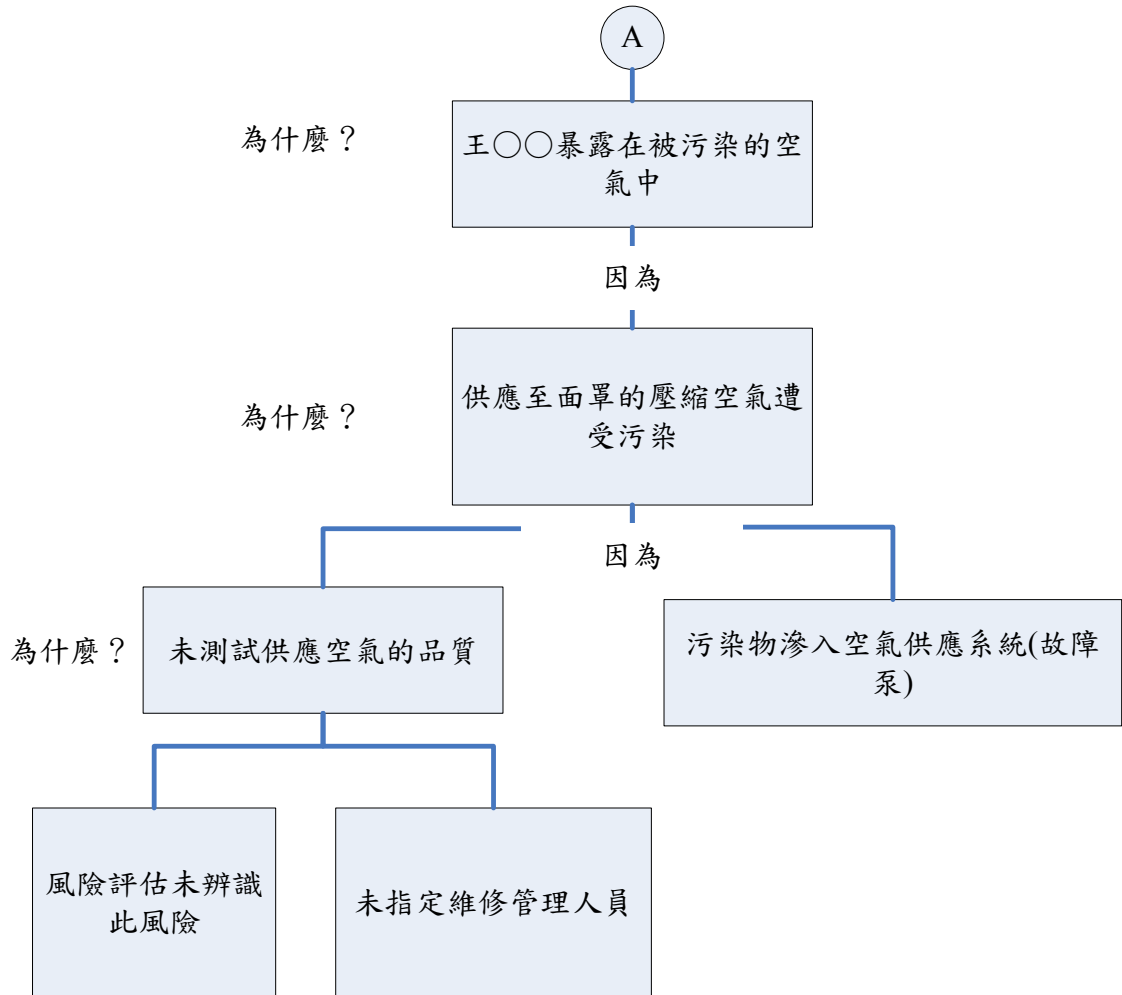 A
為什麼？
王○○暴露在被污染的空
氣中
因為
為什麼？
供應至面罩的壓縮空氣遭
受污染
因為
為什麼？
未測試供應空氣的品質
污染物滲入空氣供應系統(故障
泵)
風險評估未辨識
此風險
未指定維修管理人員